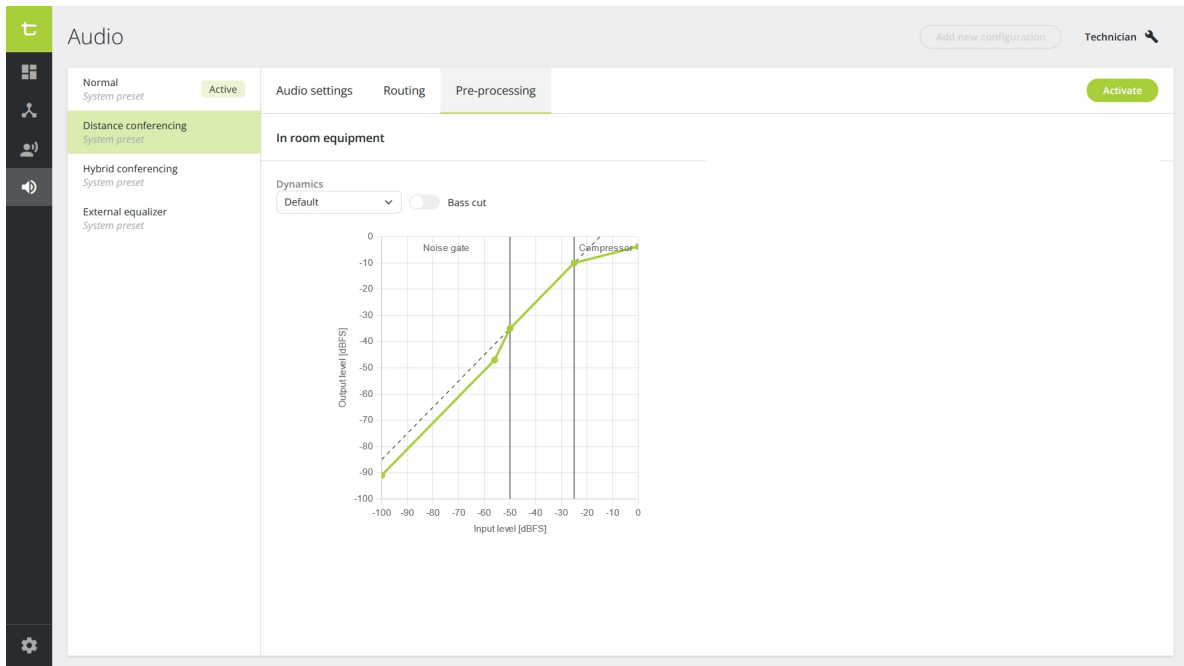 t
Audio
Add new configuration
Technician
Normal
System preset
Active
Distance conferencing
System preset
Hybrid conferencing
System preset
External equalizer
System preset
Audio settings Routing Pre-processing
Activate
In room equipment
Dynamics
Default
Bass cut
Noise gate
Compressor
0
-10
-20
-30
-40
-50
-60
-70
-80
-90
-100
Output level [dBFS]
-100 -90 -80 -70 -60 -50 -40 -30 -20 -10 0
Input level [dBFS]